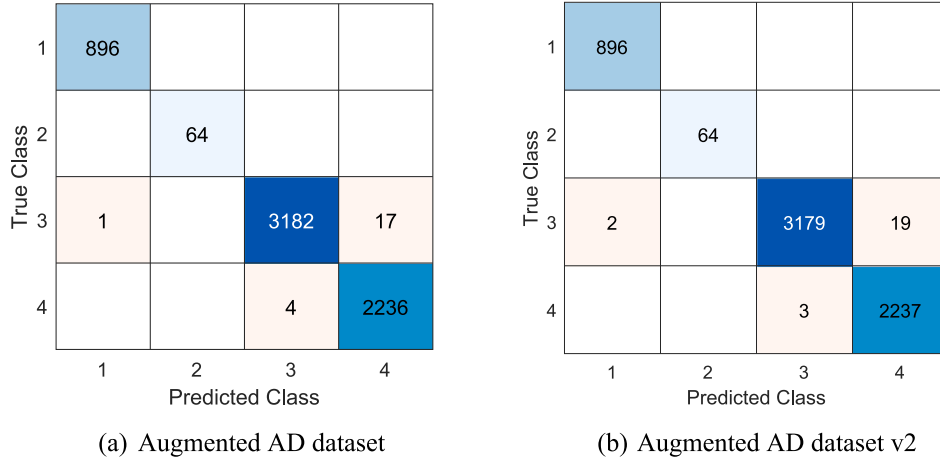 1 896
2 64
3 1 3182 17
4 4 2236
1 2 3 4
True Class
Predicted Class
(a) Augmented AD dataset
1 896
2 64
3 2 3179 19
4 3 2237
1 2 3 4
True Class
Predicted Class
(b) Augmented AD dataset v2